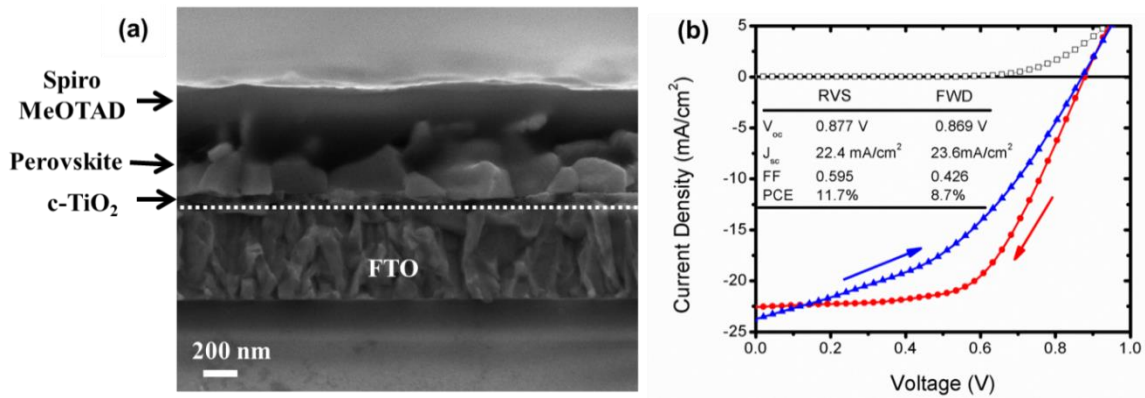 (a)
Spiro
MeOTAD
Perovskite
c-TiO₂
FTO
200 nm
(b)
5
0
-5
-10
-15
-20
-25
0.0 0.2 0.4 0.6 0.8 1.0
Current Density (mA/cm²)
Voltage (V)
RVS FWD
V_oc 0.877 V 0.869 V
J_sc 22.4 mA/cm² 23.6mA/cm²
FF 0.595 0.426
PCE 11.7% 8.7%